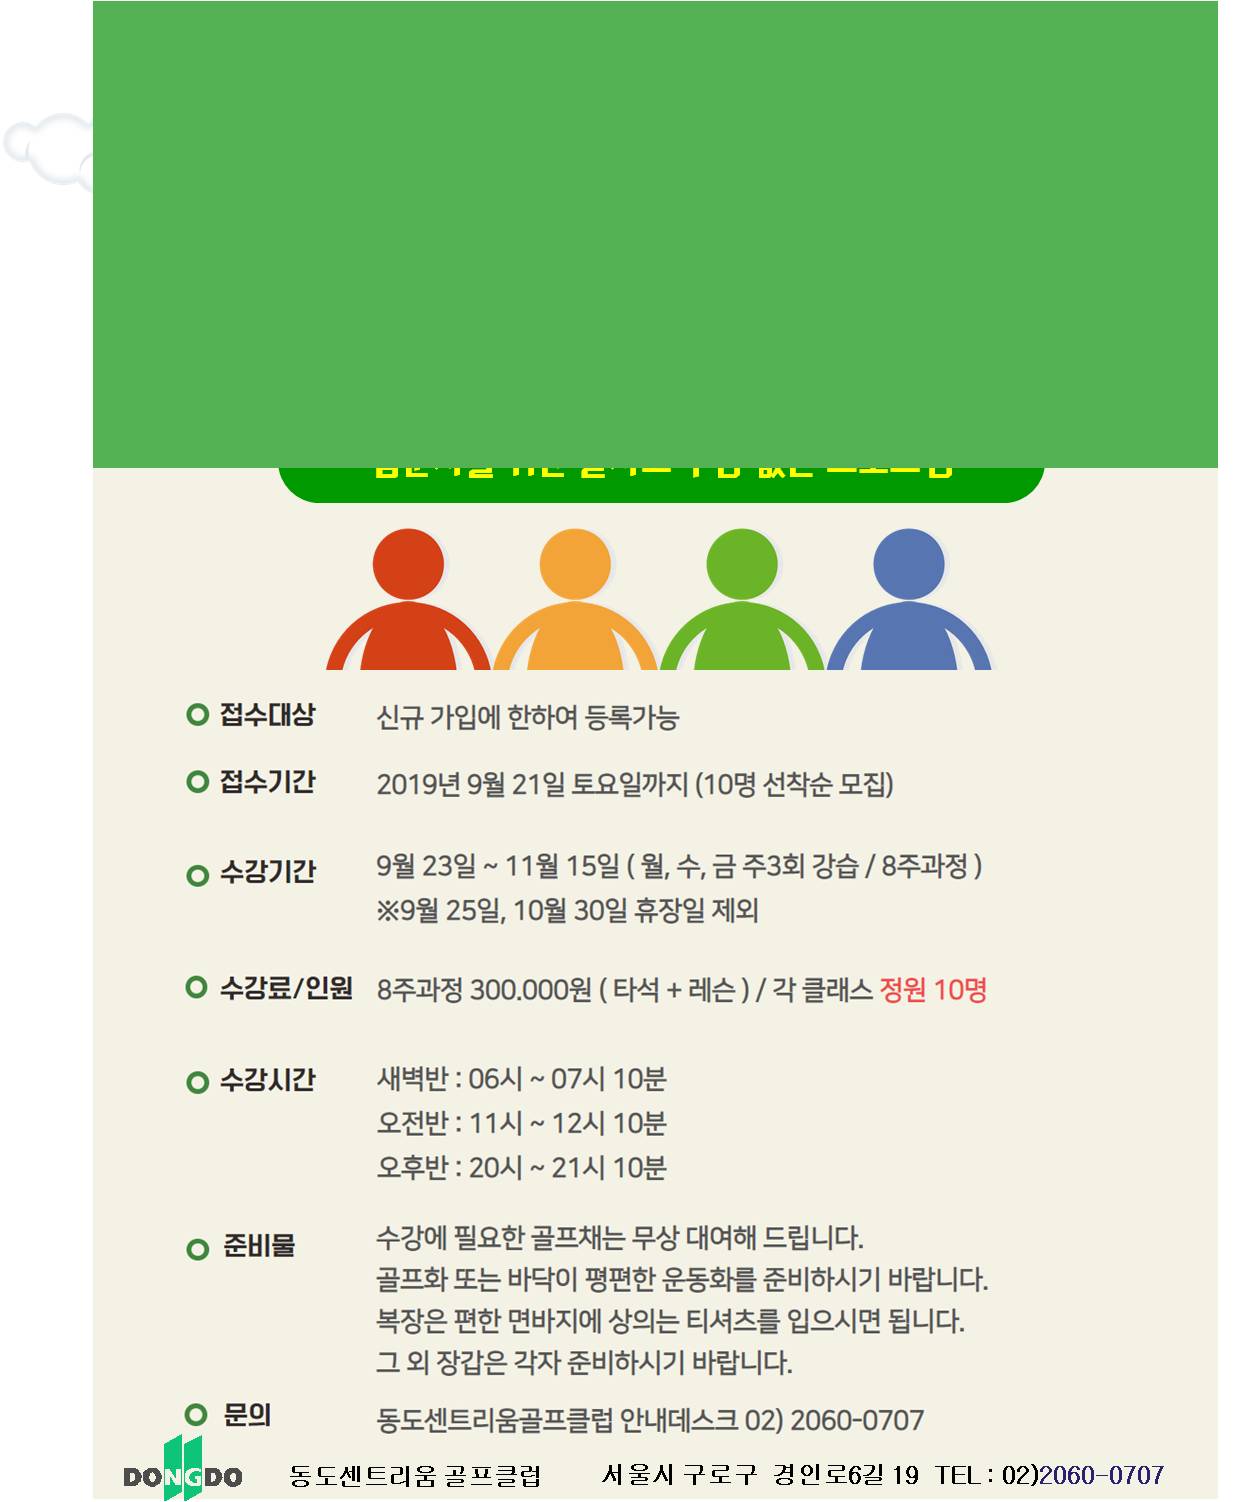 접수대상 신규 가입에 한하여 등록가능
접수기간 2019년 9월 21일 토요일까지 (10명 선착순 모집)
수강기간 9월 23일 ~ 11월 15일 ( 월, 수, 금 주3회 강습 / 8주과정 )
※9월 25일, 10월 30일 휴장일 제외
수강료/인원 8주과정 300.000원 ( 타석 + 레슨 ) / 각 클래스 정원 10명
수강시간 새벽반 : 06시 ~ 07시 10분
오전반 : 11시 ~ 12시 10분
오후반 : 20시 ~ 21시 10분
준비물 수강에 필요한 골프채는 무상 대여해 드립니다.
골프화 또는 바닥이 평편한 운동화를 준비하시기 바랍니다.
복장은 편한 면바지에 상의는 티셔츠를 입으시면 됩니다.
그 외 장갑은 각자 준비하시기 바랍니다.
문의 동도센트리움골프클럽 안내데스크 02) 2060-0707
DONGDO 동도센트리움 골프클럽 서울시 구로구 경인로6길 19 TEL : 02)2060-0707